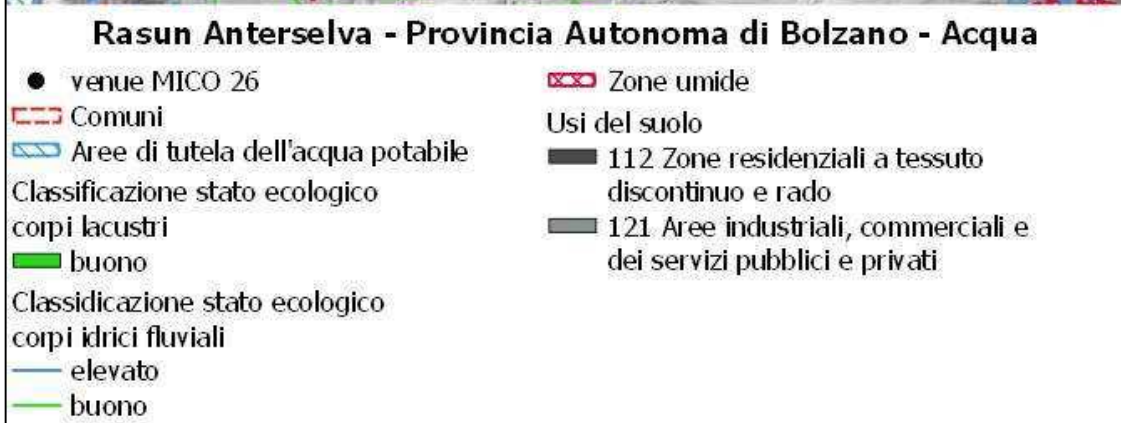 Rasun Anterselva - Provincia Autonoma di Bolzano - Acqua
venue MICO 26
Comuni
Aree di tutela dell'acqua potabile
Classificazione stato ecologico
corpi lacustri
buono
Classidicazione stato ecologico
corpi idrici fluviali
elevato
buono
Zone umide
Usi del suolo
112 Zone residenziali a tessuto
discontinuo e rado
121 Aree industriali, commerciali e
dei servizi pubblici e privati